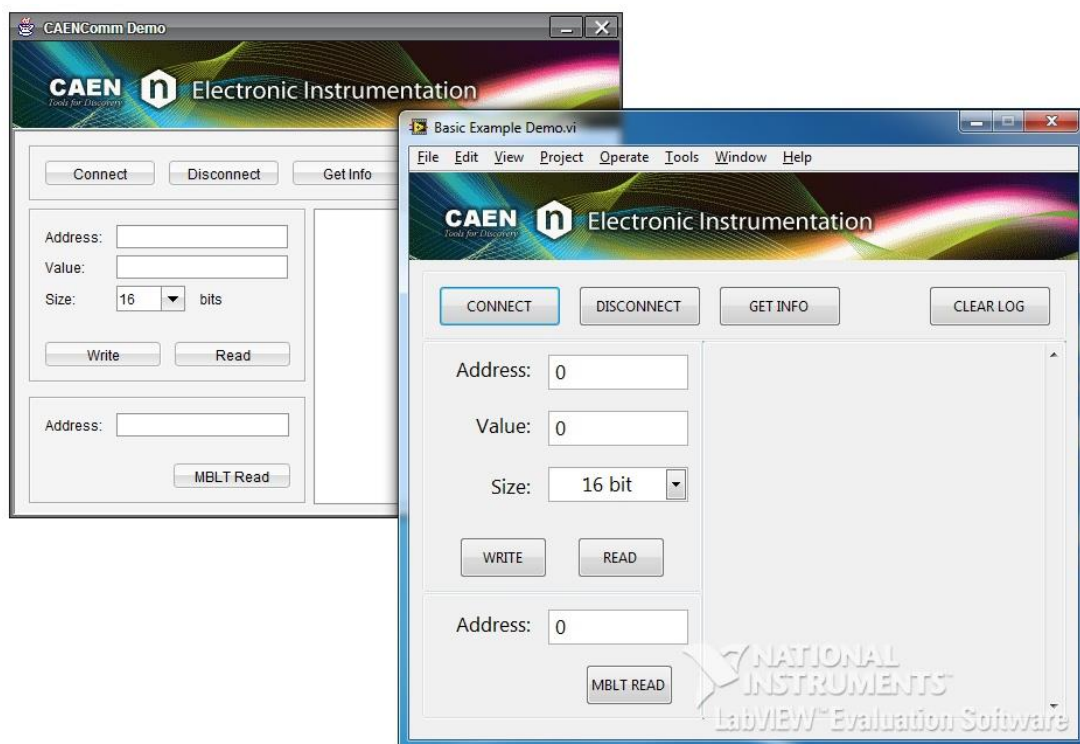 CAENComm Demo
CAEN n Electronic Instrumentation
Tools for Discovery
Connect Disconnect Get Info
Address:
Value:
Size: 16 bits
Write Read
Address:
MBLT Read
Basic Example Demo.vi
File Edit View Project Operate Tools Window Help
CAEN n Electronic Instrumentation
Tools for Discovery
CONNECT DISCONNECT GET INFO CLEAR LOG
Address: 0
Value: 0
Size: 16 bit
WRITE READ
Address: 0
MBLT READ
NATIONAL
INSTRUMENTS™
LabVIEW™ Evaluation Software